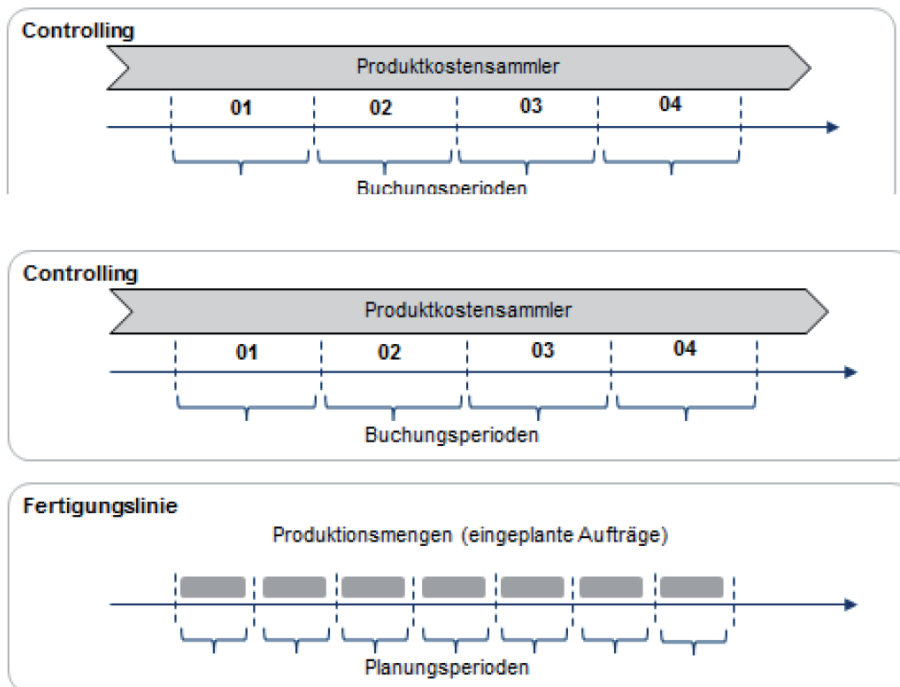 Controlling
Produktkostensammler
01 02 03 04
Buchungsperioden
Controlling
Produktkostensammler
01 02 03 04
Buchungsperioden
Fertigungslinie
Produktionsmengen (eingeplante Aufträge)
Planungsperioden